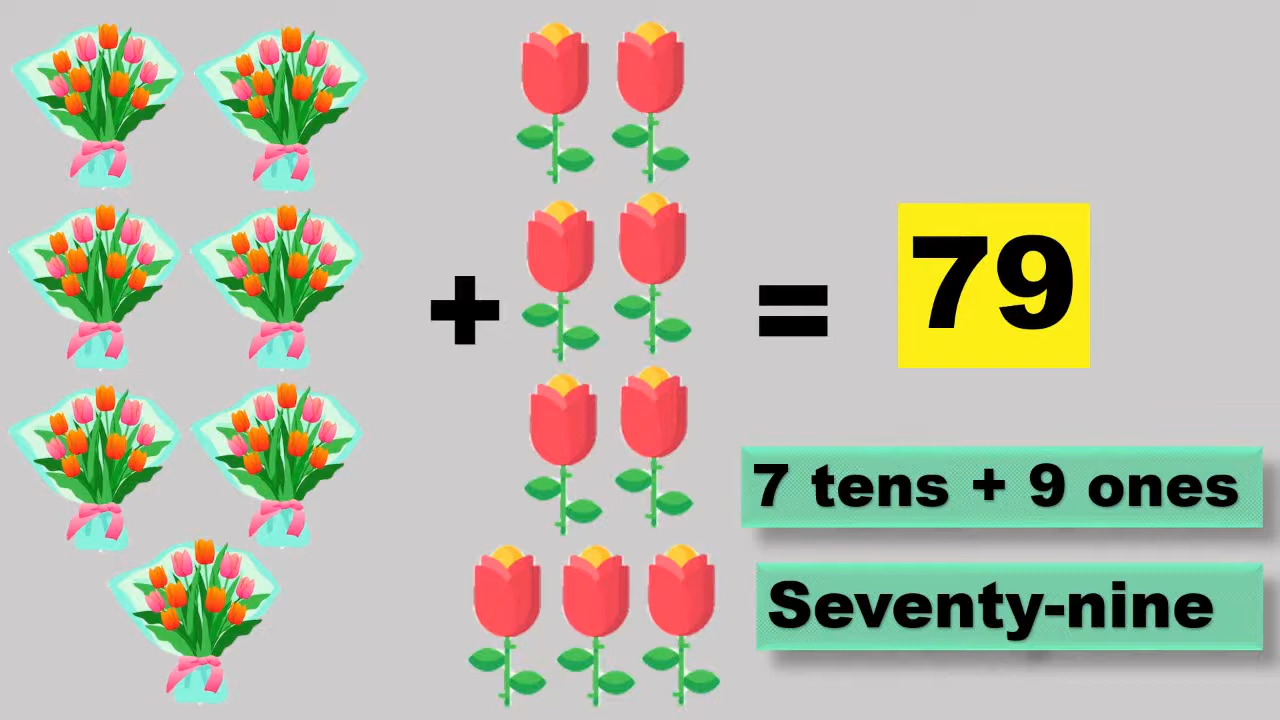 + = 79
7 tens + 9 ones
Seventy-nine